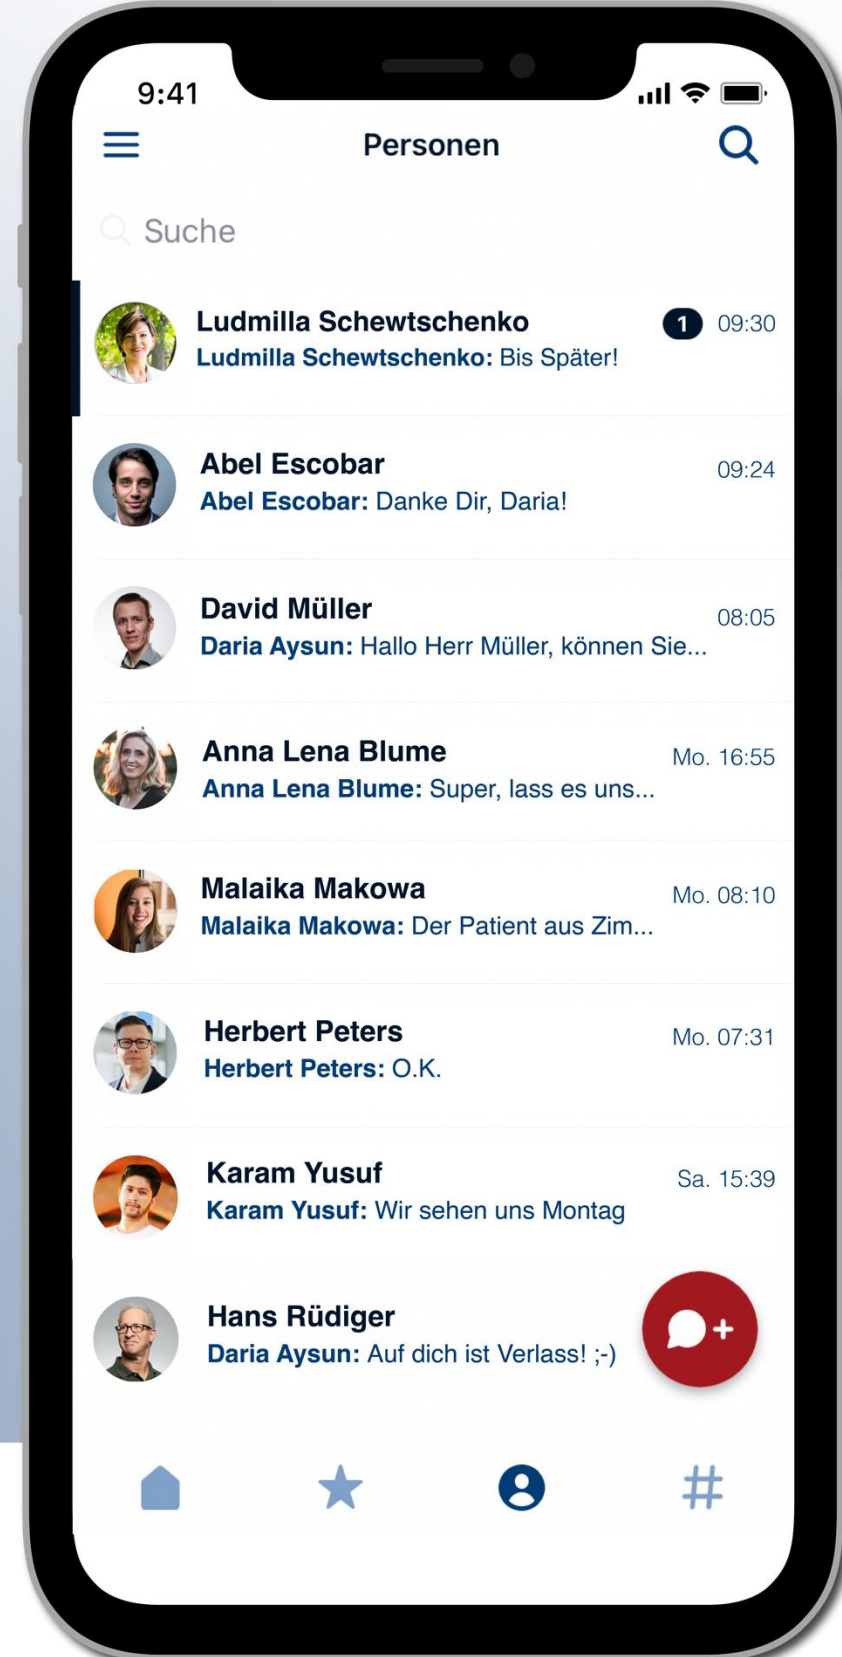 9:41
Personen
Suche
Ludmilla Schewtschenko 1 09:30
Ludmilla Schewtschenko: Bis Später!
Abel Escobar 09:24
Abel Escobar: Danke Dir, Daria!
David Müller 08:05
Daria Aysun: Hallo Herr Müller, können Sie...
Anna Lena Blume Mo. 16:55
Anna Lena Blume: Super, lass es uns...
Malaika Makowa Mo. 08:10
Malaika Makowa: Der Patient aus Zim...
Herbert Peters Mo. 07:31
Herbert Peters: O.K.
Karam Yusuf Sa. 15:39
Karam Yusuf: Wir sehen uns Montag
Hans Rüdiger
Daria Aysun: Auf dich ist Verlass! ;-)